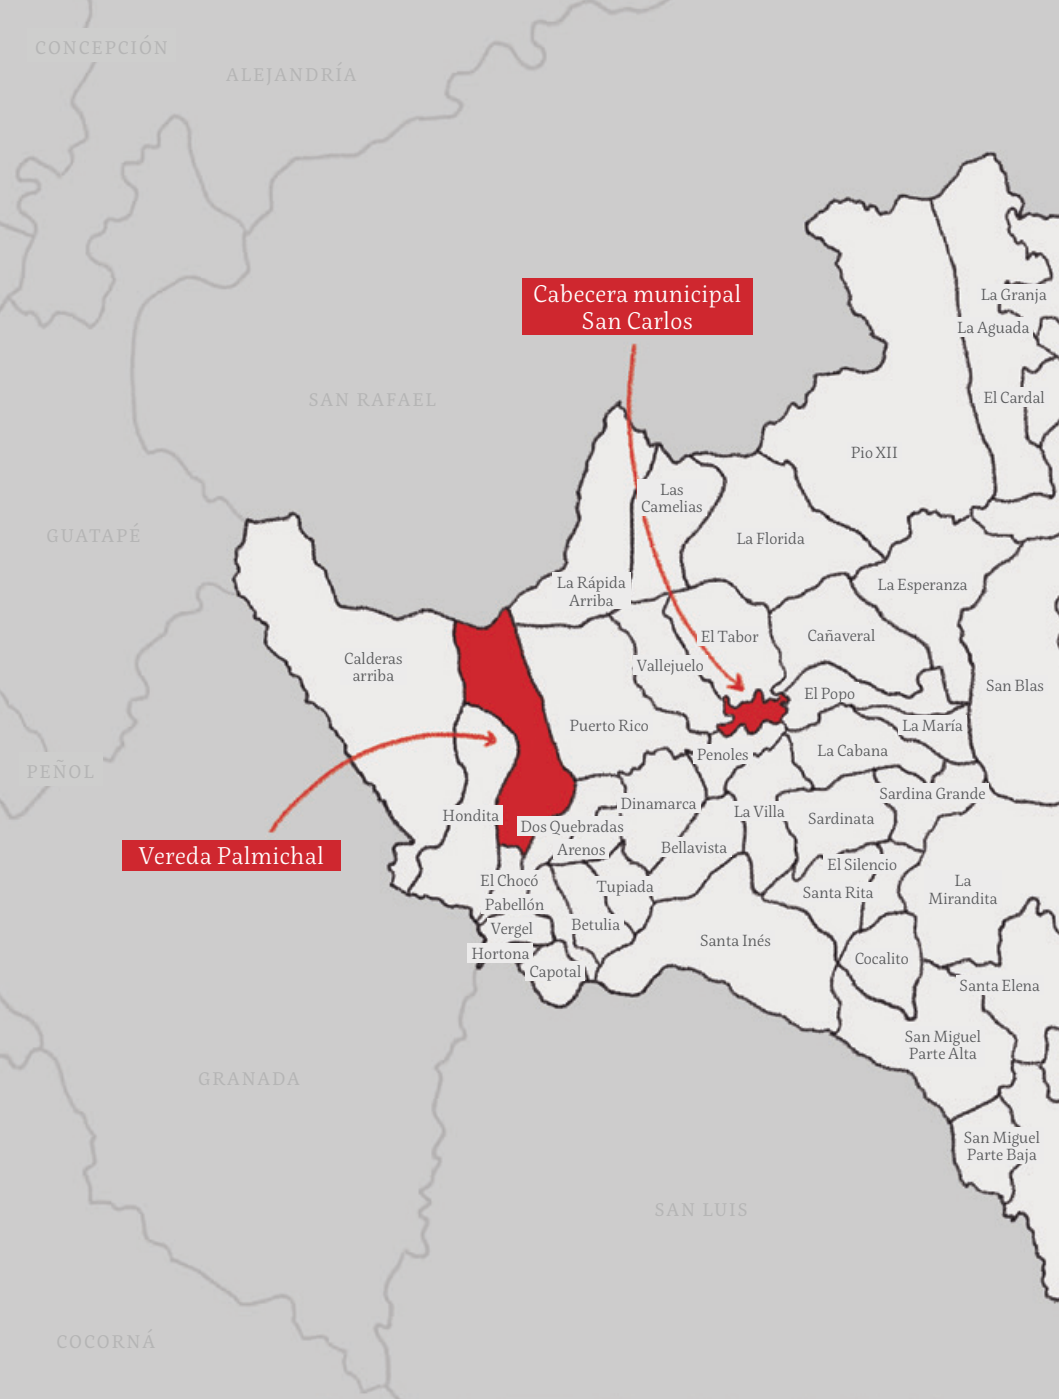 CONCEPCIÓN
ALEJANDRÍA
Cabecera municipal
San Carlos
La Granja
La Aguada
SAN RAFAEL
El Cardal
Pio XII
Las
Camelias
GUATAPÉ
La Florida
La Rápida
Arriba
La Esperanza
El Tabor
Cañaveral
Calderas
arriba
Vallejuelo
San Blas
El Popo
Puerto Rico
La María
Penoles
La Cabana
PEÑOL
Sardina Grande
Dinamarca
Hondita
La Villa
Sardinata
Dos Quebradas
Arenos
Bellavista
Vereda Palmichal
El Silencio
El Chocó
Tupiada
Santa Rita
La
Mirandita
Pabellón
Vergel
Betulia
Santa Inés
Hortona
Cocalito
Capotal
Santa Elena
San Miguel
Parte Alta
GRANADA
San Miguel
Parte Baja
SAN LUIS
COCORNÁ